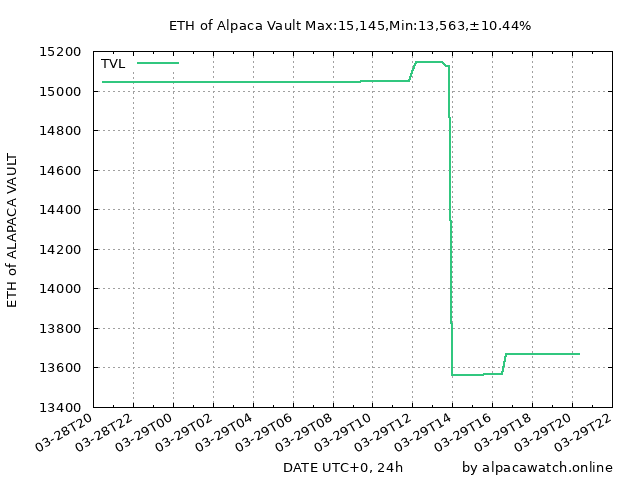 ETH of Alpaca Vault Max:15,145,Min:13,563,±10.44%
TVL
15200
15000
14800
14600
14400
14200
14000
13800
13600
13400
ETH of ALAPACA VAULT
03-28T20
03-28T22
03-29T00
03-29T02
03-29T04
03-29T06
03-29T08
03-29T10
03-29T12
03-29T14
03-29T16
03-29T18
03-29T20
03-29T22
DATE UTC+0, 24h
by alpacawatch.online